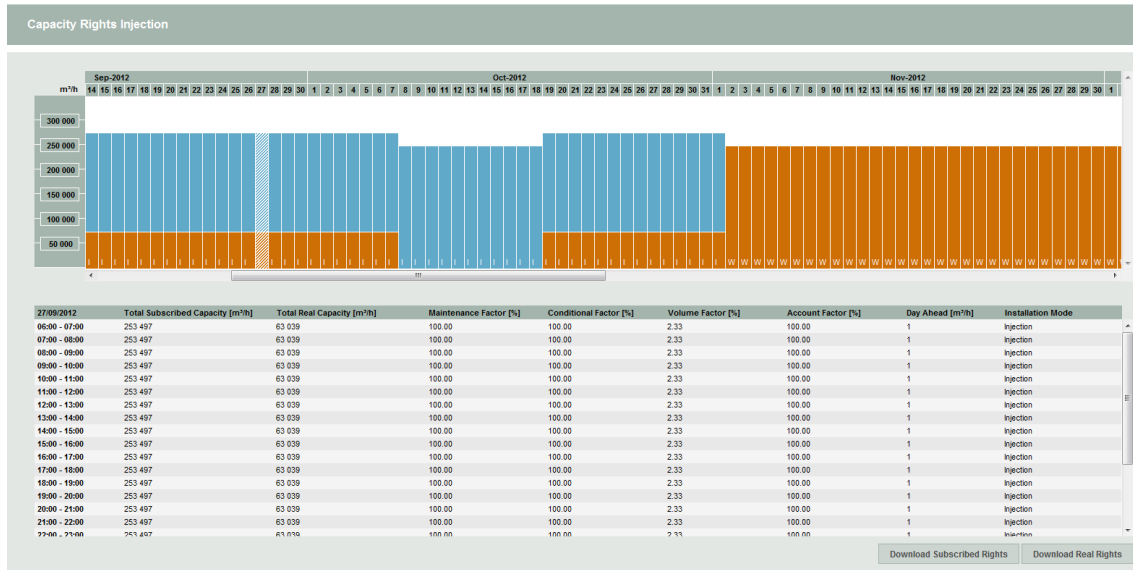 Capacity Rights Injection
Sep-2012 Oct-2012 Nov-2012
m³/h 14 15 16 17 18 19 20 21 22 23 24 25 26 27 28 29 30 1 2 3 4 5 6 7 8 9 10 11 12 13 14 15 16 17 18 19 20 21 22 23 24 25 26 27 28 29 30 31 1 2 3 4 5 6 7 8 9 10 11 12 13 14 15 16 17 18 19 20 21 22 23 24 25 26 27 28 29 30 1
300 000
250 000
200 000
150 000
100 000
50 000
I I I I I I I I I I I I I I I I I I I I I I I I I I I I I I I I I I I I I I I I I I I I I I I I W W W W W W W W W W W W W W W W W W W W W W W W W W W W W W
27/09/2012 Total Subscribed Capacity [m³/h] Total Real Capacity [m³/h] Maintenance Factor [%] Conditional Factor [%] Volume Factor [%] Account Factor [%] Day Ahead [m³/h] Installation Mode
06:00 - 07:00 253 497 63 039 100.00 100.00 2.33 100.00 1 Injection
07:00 - 08:00 253 497 63 039 100.00 100.00 2.33 100.00 1 Injection
08:00 - 09:00 253 497 63 039 100.00 100.00 2.33 100.00 1 Injection
09:00 - 10:00 253 497 63 039 100.00 100.00 2.33 100.00 1 Injection
10:00 - 11:00 253 497 63 039 100.00 100.00 2.33 100.00 1 Injection
11:00 - 12:00 253 497 63 039 100.00 100.00 2.33 100.00 1 Injection
12:00 - 13:00 253 497 63 039 100.00 100.00 2.33 100.00 1 Injection
13:00 - 14:00 253 497 63 039 100.00 100.00 2.33 100.00 1 Injection
14:00 - 15:00 253 497 63 039 100.00 100.00 2.33 100.00 1 Injection
15:00 - 16:00 253 497 63 039 100.00 100.00 2.33 100.00 1 Injection
16:00 - 17:00 253 497 63 039 100.00 100.00 2.33 100.00 1 Injection
17:00 - 18:00 253 497 63 039 100.00 100.00 2.33 100.00 1 Injection
18:00 - 19:00 253 497 63 039 100.00 100.00 2.33 100.00 1 Injection
19:00 - 20:00 253 497 63 039 100.00 100.00 2.33 100.00 1 Injection
20:00 - 21:00 253 497 63 039 100.00 100.00 2.33 100.00 1 Injection
21:00 - 22:00 253 497 63 039 100.00 100.00 2.33 100.00 1 Injection
22:00 - 23:00 253 497 63 039 100.00 100.00 2.33 100.00 1 Injection
Download Subscribed Rights Download Real Rights